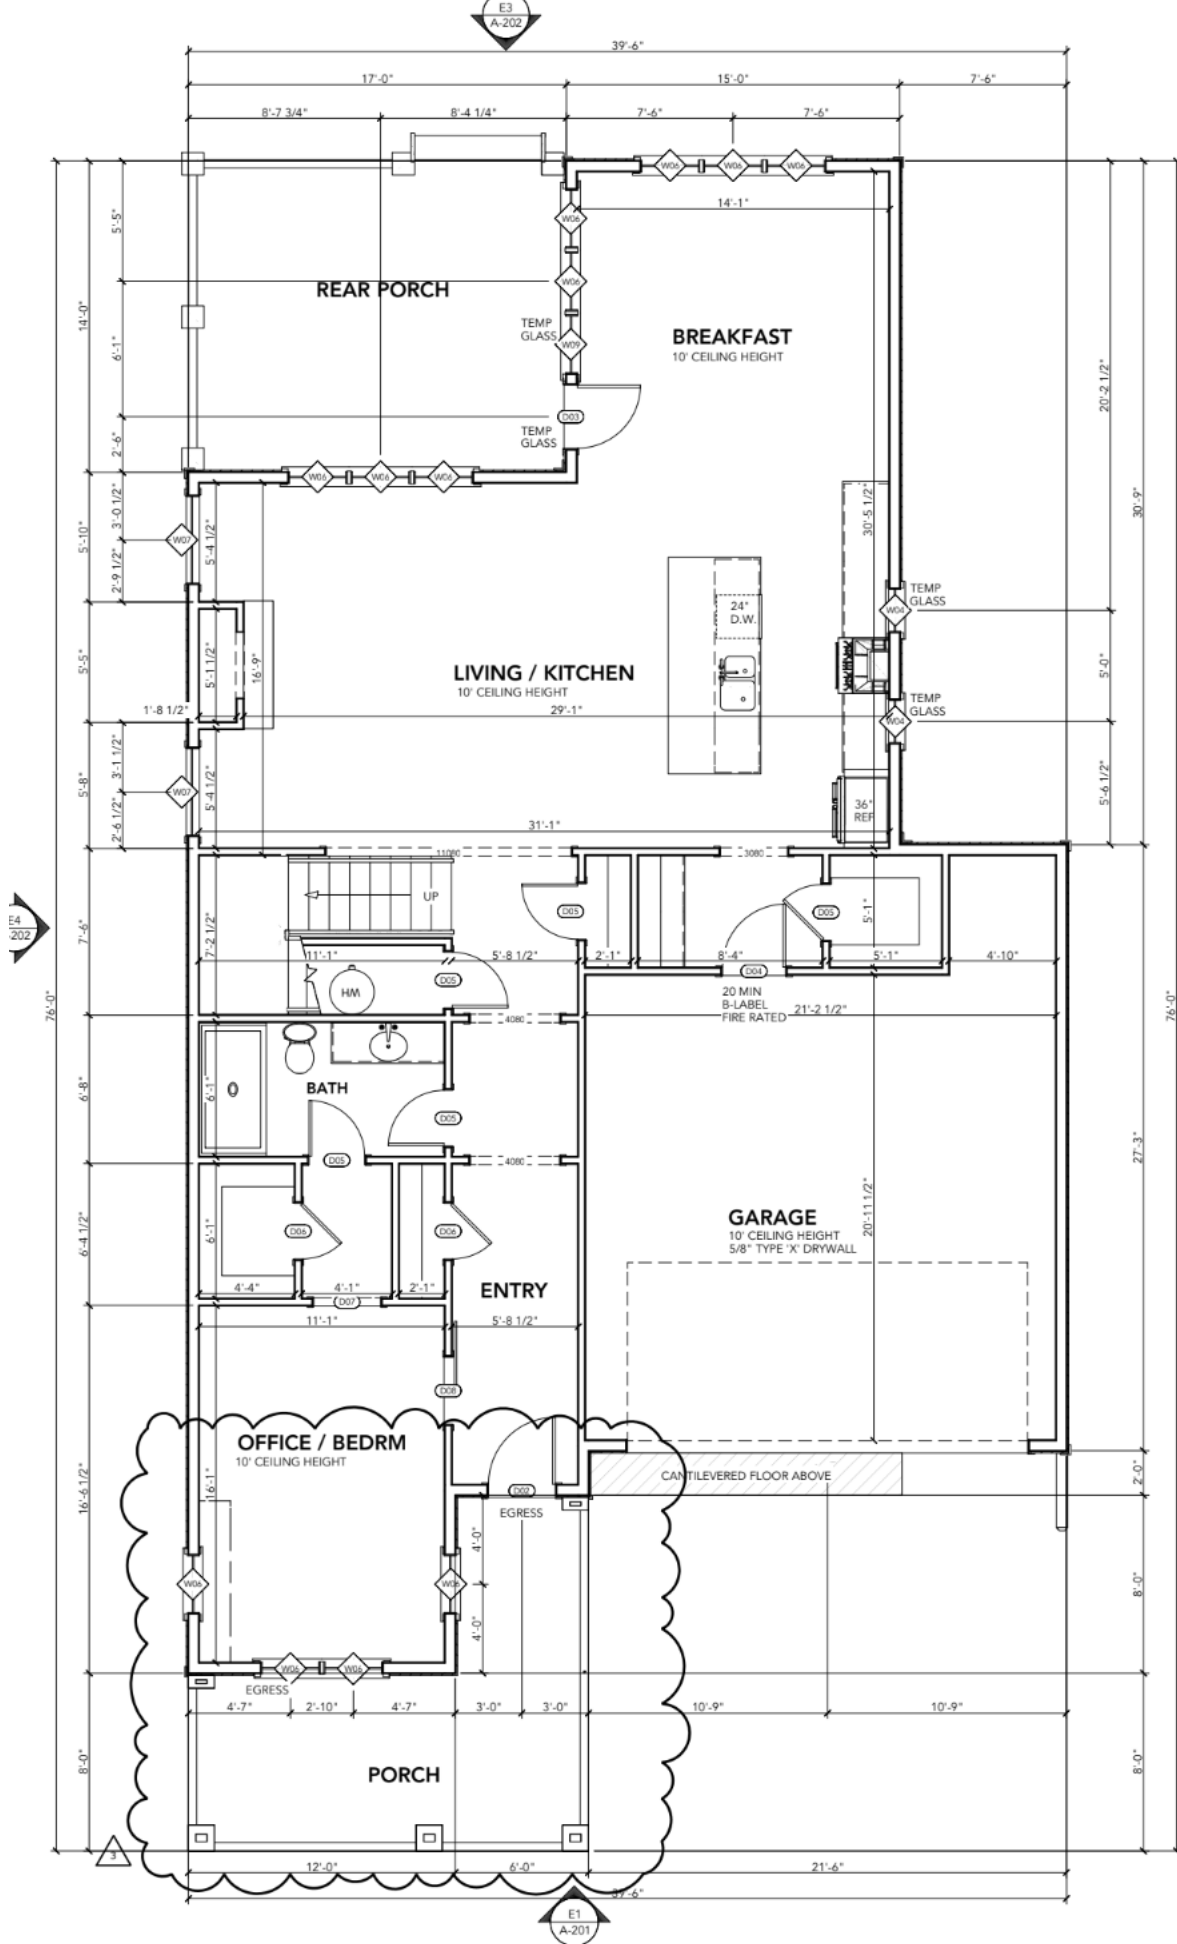 E3
A-202
39'-6"
17'-0"
15'-0"
7'-6"
8'-7 3/4"
8'-4 1/4"
7'-6"
7'-6"
W06
W06
W06
14'-1"
5'-5"
W06
REAR PORCH
W06
TEMP
GLASS
W09
BREAKFAST
10' CEILING HEIGHT
14'-0"
6'-1"
20'-2 1/2"
D03
TEMP
GLASS
2'-6"
W06
W06
W06
3'-0 1/2"
5'-10"
W07
5'-4 1/2"
2'-9 1/2"
30'-5 1/2"
30'-9"
TEMP
GLASS
W04
24"
D.W.
5'-5"
5'-1 1/2"
16'-9"
LIVING / KITCHEN
10' CEILING HEIGHT
5'-0"
1'-8 1/2"
29'-1"
TEMP
GLASS
W04
3'-1 1/2"
5'-8"
W07
5'-4 1/2"
2'-6 1/2"
36"
REF
5'-6 1/2"
31'-1"
11080
3080
UP
D05
D05
5'-1"
E4
-202
7'-6"
7'-2 1/2"
11'-1"
5'-8 1/2"
2'-1"
8'-4"
5'-1"
4'-10"
D05
D04
WH
20 MIN
B-LABEL
FIRE RATED
21'-2 1/2"
4080
76'-0"
76'-0"
6'-8"
6'-1"
BATH
D05
D05
4080
27'-3"
6'-4 1/2"
6'-1"
D06
D06
20'-11 1/2"
GARAGE
10' CEILING HEIGHT
5/8" TYPE 'X' DRYWALL
4'-4"
4'-1"
2'-1"
ENTRY
D07
11'-1"
5'-8 1/2"
D08
OFFICE / BEDRM
10' CEILING HEIGHT
16'-6 1/2"
16'-1"
D02
EGRESS
CANTILEVERED FLOOR ABOVE
2'-0"
4'-0"
W06
W06
8'-0"
4'-0"
W06
W06
EGRESS
4'-7"
2'-10"
4'-7"
3'-0"
3'-0"
10'-9"
10'-9"
8'-0"
PORCH
8'-0"
3
12'-0"
6'-0"
21'-6"
39'-6"
E1
A-201